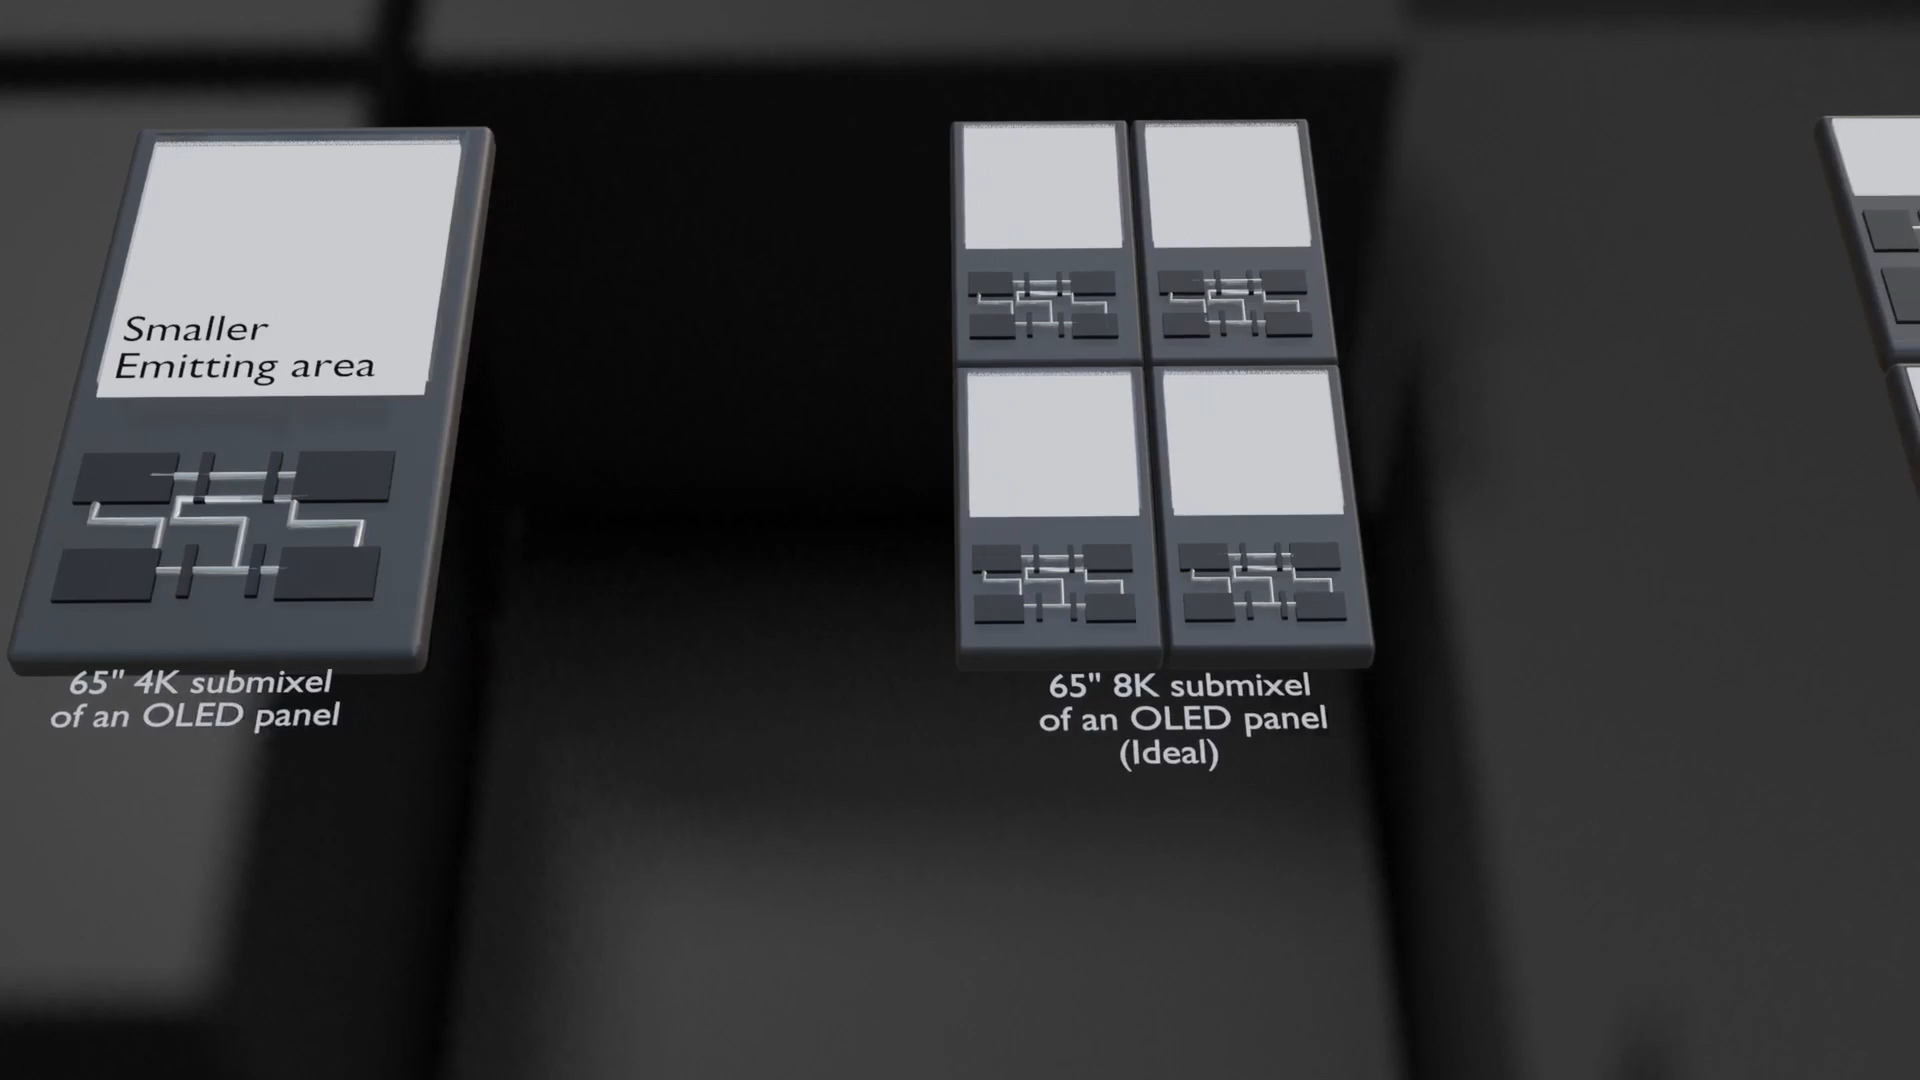 Smaller
Emitting area
65" 4K submixel
of an OLED panel
65" 8K submixel
of an OLED panel
(Ideal)